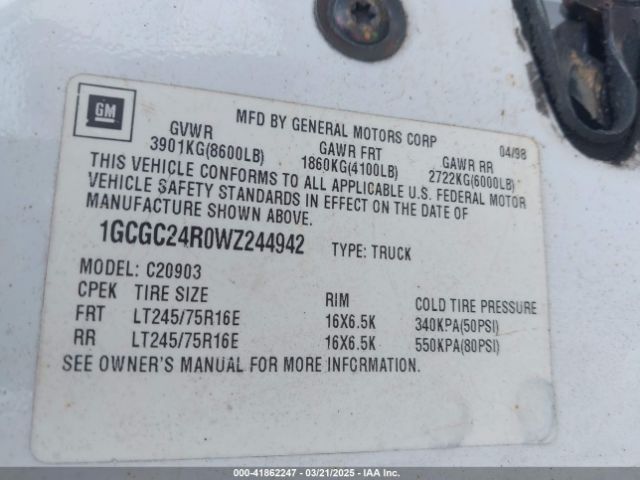 GM
MFD BY GENERAL MOTORS CORP 04/98
GVWR GAWR FRT GAWR RR
3901KG(8600LB) 1860KG(4100LB) 2722KG(6000LB)
THIS VEHICLE CONFORMS TO ALL APPLICABLE U.S. FEDERAL MOTOR
VEHICLE SAFETY STANDARDS IN EFFECT ON THE DATE OF
MANUFACTURE SHOWN ABOVE.
1GCGC24R0WZ244942 TYPE: TRUCK
MODEL: C20903
CPEK TIRE SIZE RIM COLD TIRE PRESSURE
FRT LT245/75R16E 16X6.5K 340KPA(50PSI)
RR LT245/75R16E 16X6.5K 550KPA(80PSI)
SEE OWNER'S MANUAL FOR MORE INFORMATION.
000-41862247 - 03/21/2025 - IAA Inc.